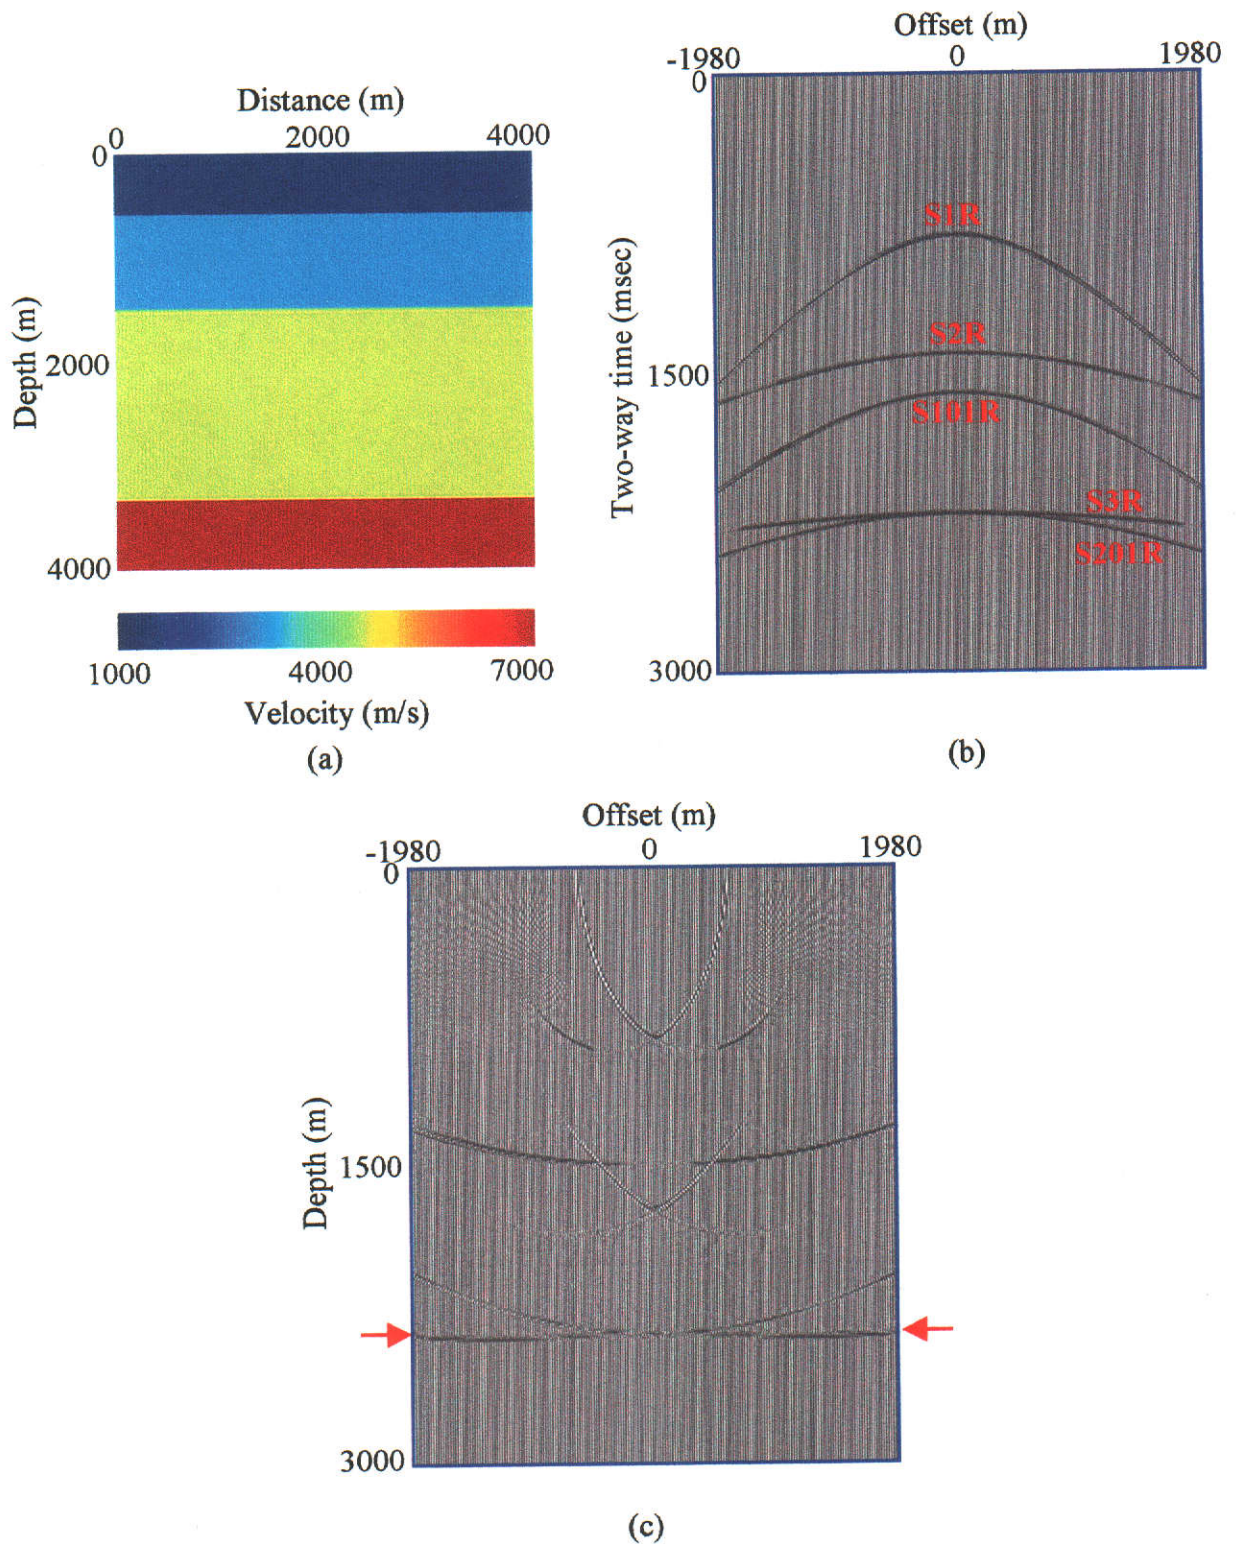 Distance (m)
0 2000 4000
0
2000
4000
Depth (m)
1000 4000 7000
Velocity (m/s)
(a)
Offset (m)
-1980 0 1980
0
1500
3000
Two-way time (msec)
S1R
S2R
S101R
S3R
S201R
(b)
Offset (m)
-1980 0 1980
0
1500
3000
Depth (m)
(c)